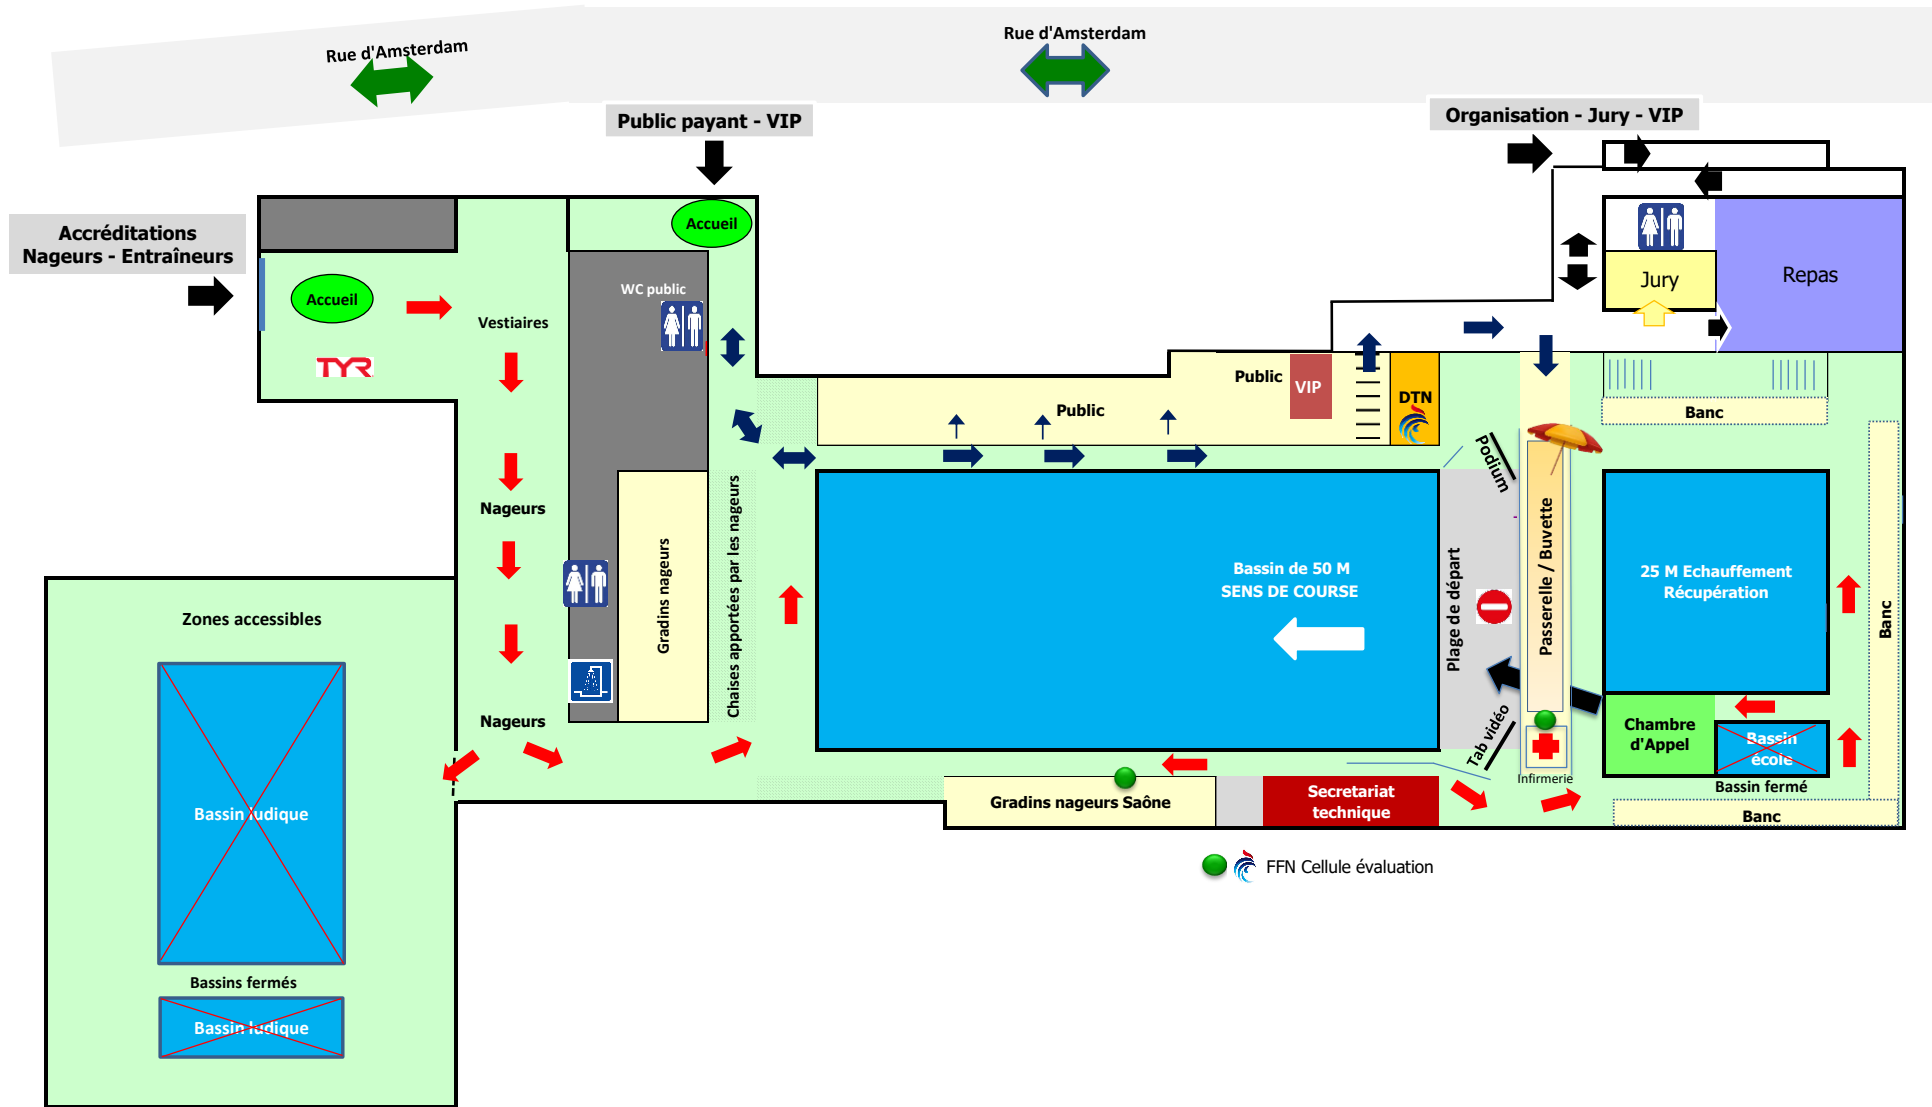 Rue d'Amsterdam
Rue d'Amsterdam
Public payant - VIP
Organisation - Jury - VIP
Accréditations
Nageurs - Entraîneurs
Accueil
Accueil
WC public
Vestiaires
TYR
Jury
Repas
Public
VIP
Public
DTN
Banc
Podium
Nageurs
Gradins nageurs
Chaises apportées par les nageurs
Bassin de 50 M
SENS DE COURSE
Plage de départ
Passerelle / Buvette
25 M Echauffement
Récupération
Banc
Zones accessibles
Nageurs
Tab vidéo
Chambre
d'Appel
Bassin
école
Infirmerie
Bassin fermé
Gradins nageurs Saône
Secretariat
technique
Banc
Bassin ludique
FFN Cellule évaluation
Bassins fermés
Bassin ludique